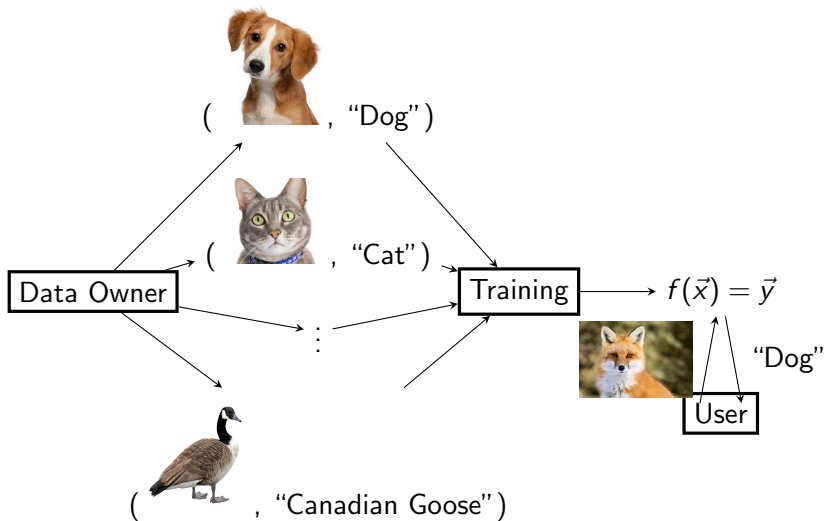 ( , “Dog”)
( , “Cat”)
Data Owner
Training
f(x⃗) = y⃗
⋮
“Dog”
User
( , “Canadian Goose”)